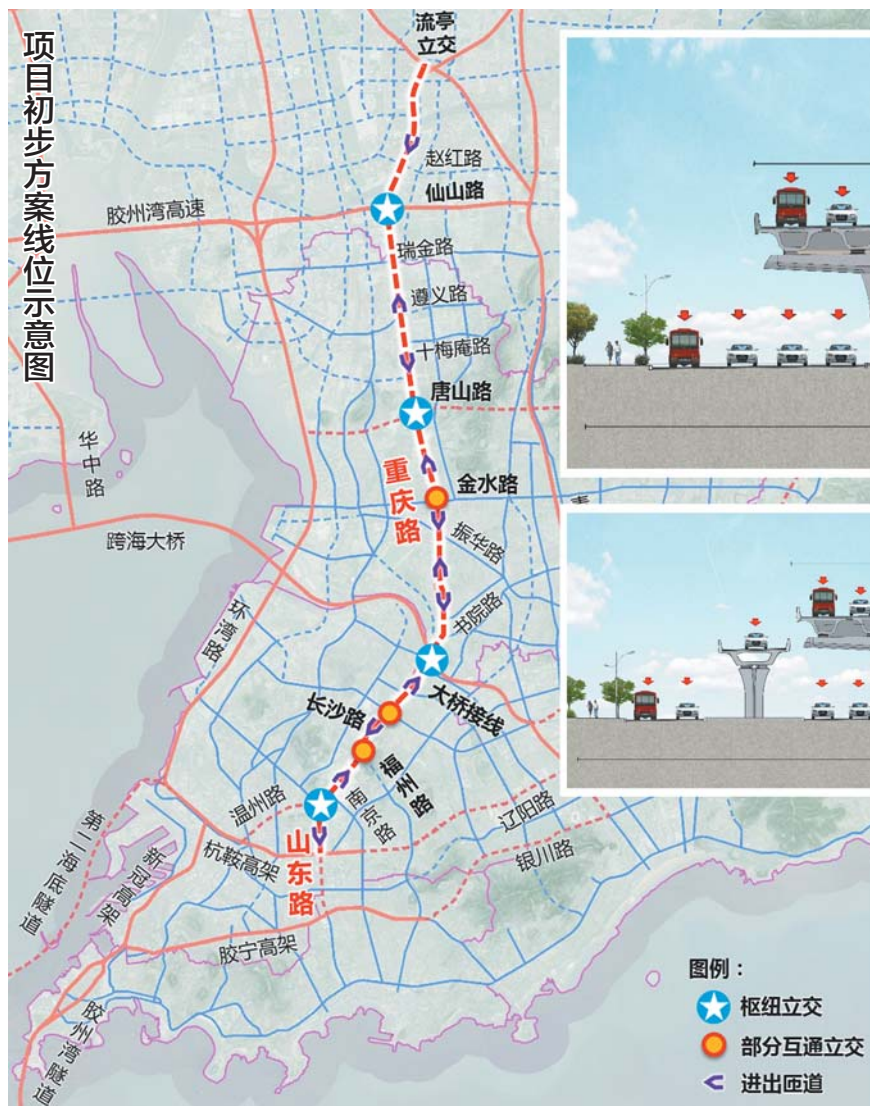 项目初步方案线位示意图
流亭
立交
赵红路
仙山路
胶州湾高速
瑞金路
遵义路
十梅庵路
唐山路
华中路
重庆路
金水路
跨海大桥
振华路
环湾路
书院路
大桥接线
长沙路
福州路
温州路
南京路
辽阳路
第二海底隧道
新冠高架
杭鞍高架
山东路
银川路
胶宁高架
胶州湾隧道
图例：
枢纽立交
部分互通立交
进出匝道